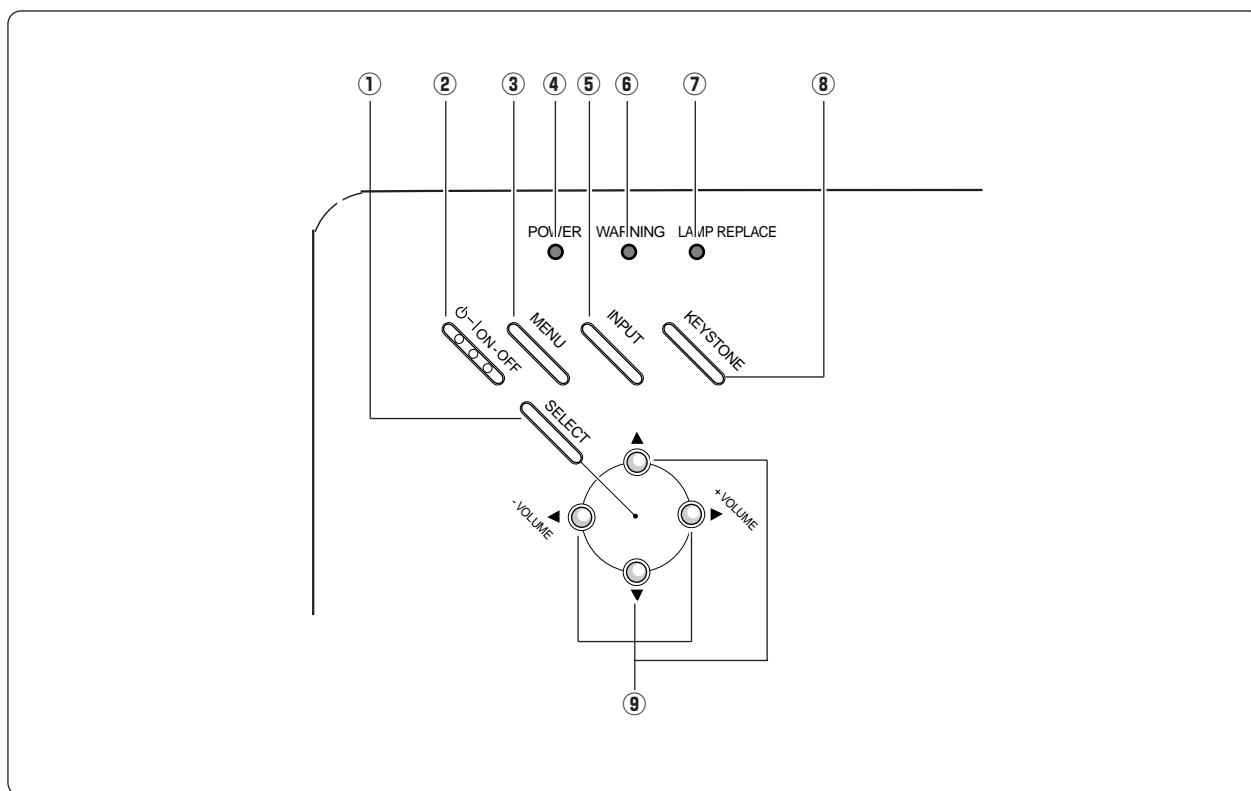 ① ② ③ ④ ⑤ ⑥ ⑦ ⑧
POWER WARNING LAMP REPLACE
ON-OFF
MENU
INPUT
KEYSTONE
SELECT
- VOLUME
+ VOLUME
⑨